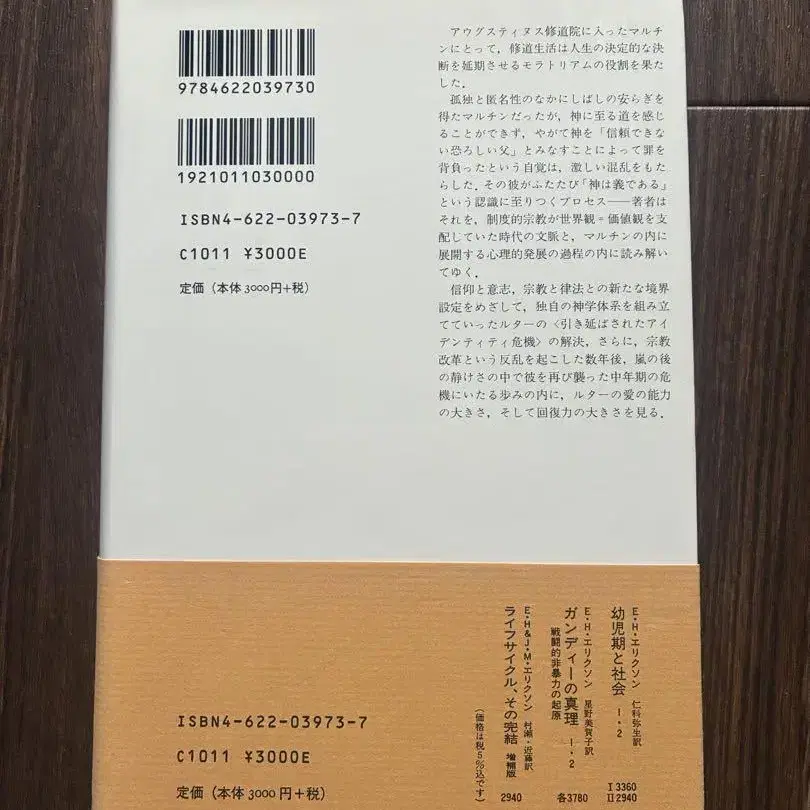 9784622039730
1921011030000
ISBN4-622-03973-7
C1011 ¥3000E
定価（本体3000円+税）
アウグスティヌス修道院に入ったマルチ
ンにとって，修道生活は人生の決定的な決
断を延期させるモラトリアムの役割を果た
した．
孤独と匿名性のなかにしばしの安らぎを
得たマルチンだったが，神に至る道を感じ
ることができず，やがて神を「信頼できな
い恐ろしい父」とみなすことによって罪を
背負ったという自覚は，激しい混乱をもた
らした．その彼がふたたび「神は義である」
という認識に至りつくプロセス──著者は
それを，制度的宗教が世界観＝価値観を支
配していた時代の文脈と，マルチンの内に
展開する心理的発展の過程の内に読み解い
てゆく．
信仰と意志，宗教と律法との新たな境界
設定をめざして，独自の神学体系を組み立
てていったルターの〈引き延ばされたアイ
デンティティ危機〉の解決，さらに，宗教
改革という反乱を起こした数年後，嵐の後
の静けさの中で彼を再び襲った中年期の危
機にいたる歩みの内に，ルターの愛の能力
の大きさ，そして回復力の大きさを見る．
E・H・エリクソン 仁科弥生訳
幼児期と社会 I・2
I 3360
II 2940
E・H・エリクソン 星野美賀子訳
ガンディーの真理 I・2
戦闘的非暴力の起原
各3780
E・H&J・M・エリクソン 村瀬・近藤訳
ライフサイクル、その完結 増補版
2940
（価格は税5%込です）
ISBN4-622-03973-7
C1011 ¥3000E
定価（本体3000円+税）